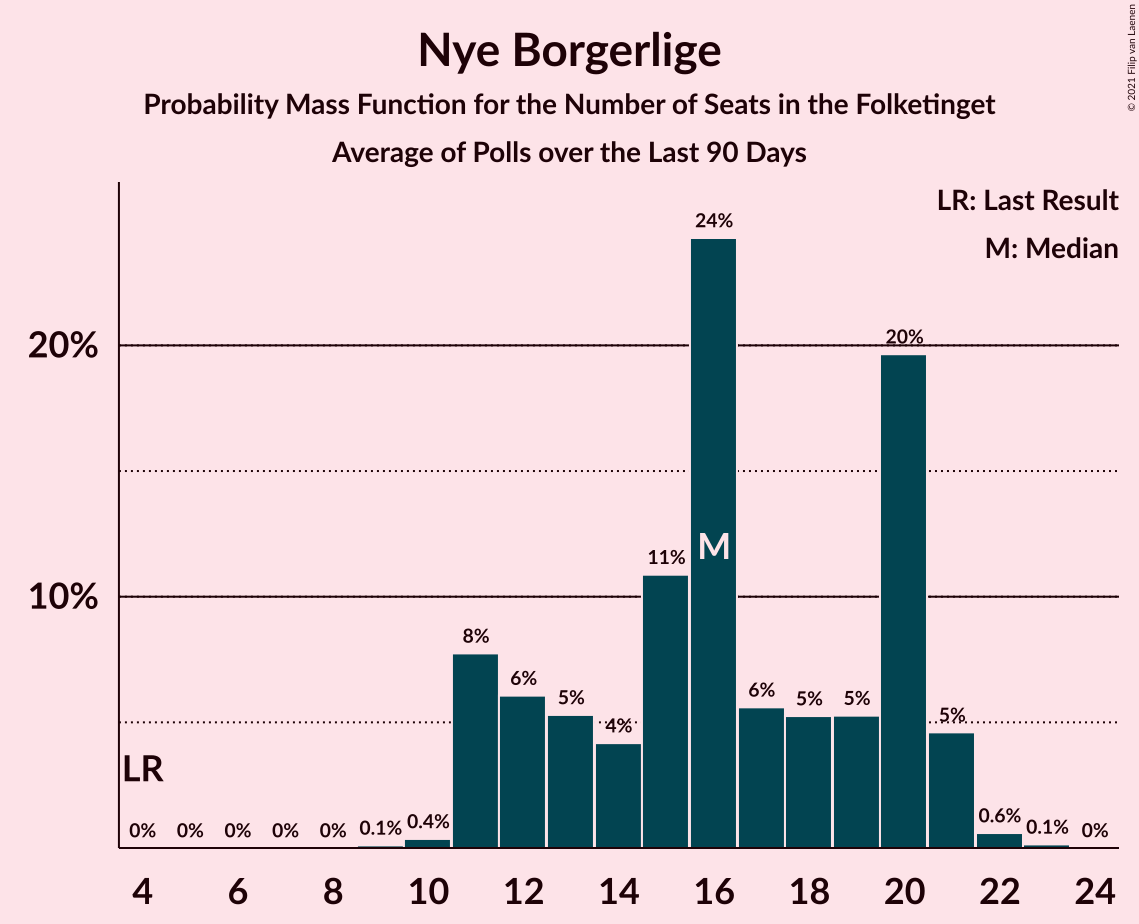 Nye Borgerlige
Probability Mass Function for the Number of Seats in the Folketinget
Average of Polls over the Last 90 Days
© 2021 Filip van Laenen
LR: Last Result
M: Median
20%
10%
LR
M
0%
0%
0%
0%
0%
0.1%
0.4%
8%
6%
5%
4%
11%
24%
6%
5%
5%
20%
5%
0.6%
0.1%
0%
4 6 8 10 12 14 16 18 20 22 24